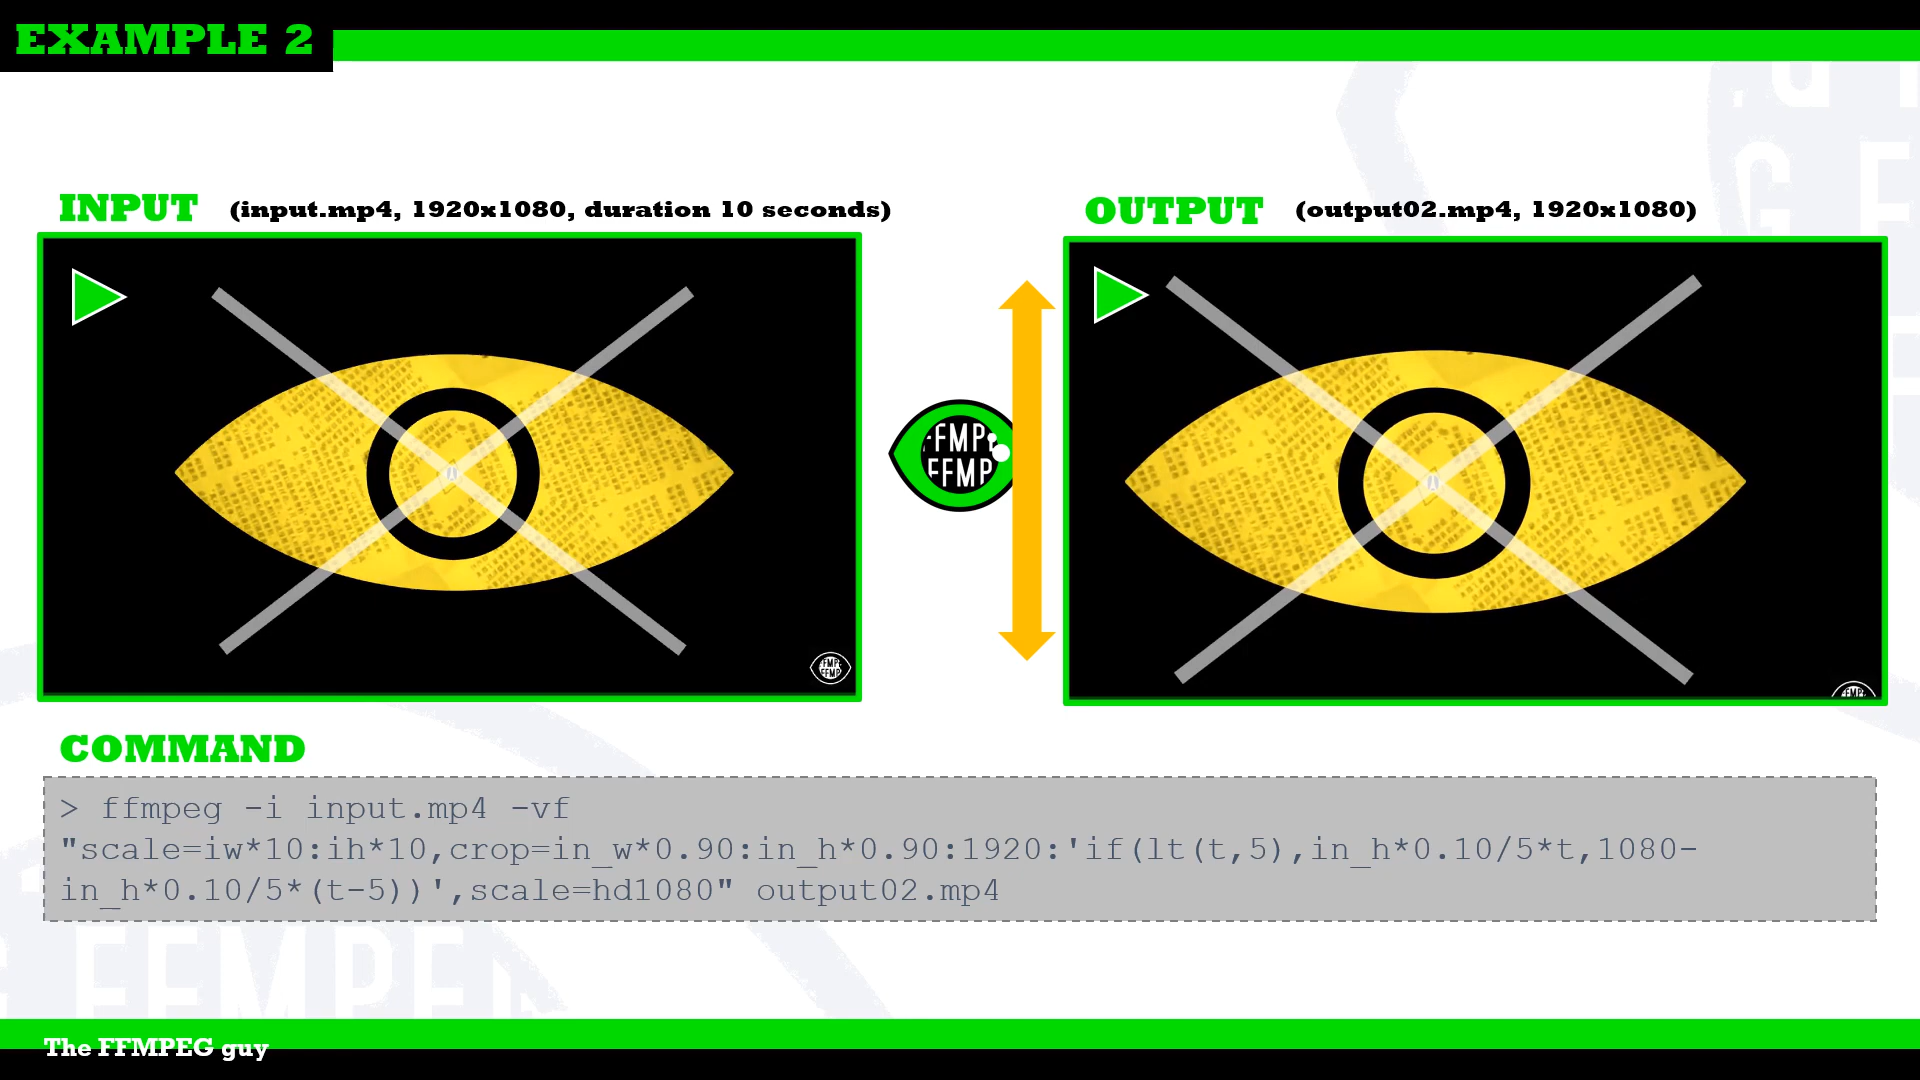 EXAMPLE 2
INPUT (input.mp4, 1920x1080, duration 10 seconds)
OUTPUT (output02.mp4, 1920x1080)
COMMAND
> ffmpeg -i input.mp4 -vf
"scale=iw*10:ih*10,crop=in_w*0.90:in_h*0.90:1920:'if(lt(t,5),in_h*0.10/5*t,1080-
in_h*0.10/5*(t-5))',scale=hd1080" output02.mp4
The FFMPEG guy